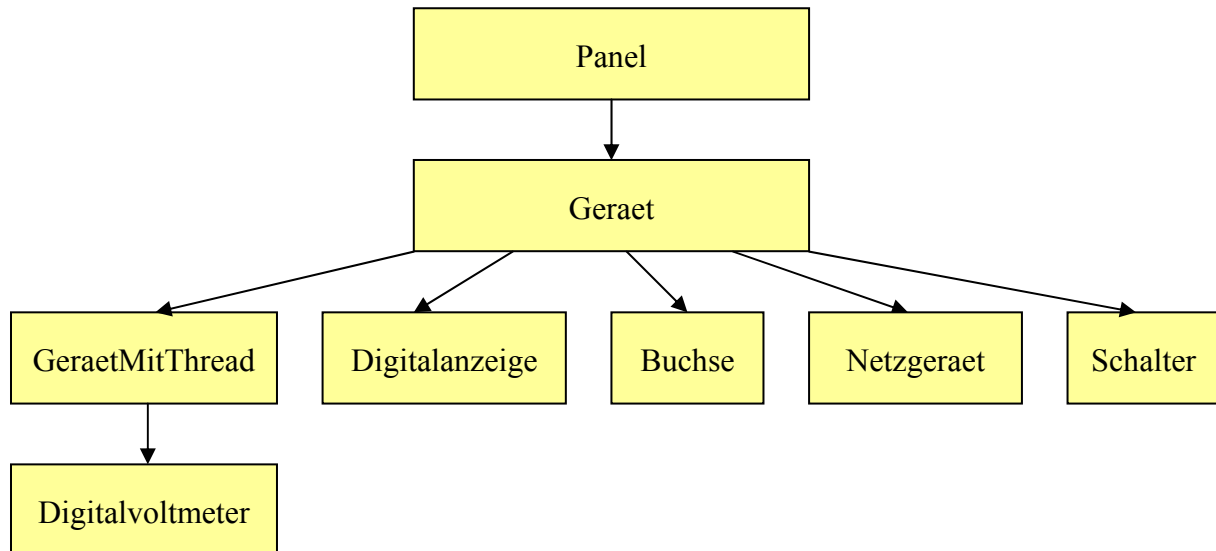 Panel
Geraet
GeraetMitThread
Digitalanzeige
Buchse
Netzgeraet
Schalter
Digitalvoltmeter